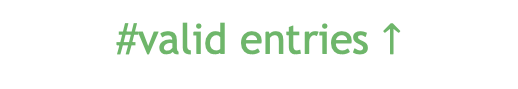 #valid entries ↑